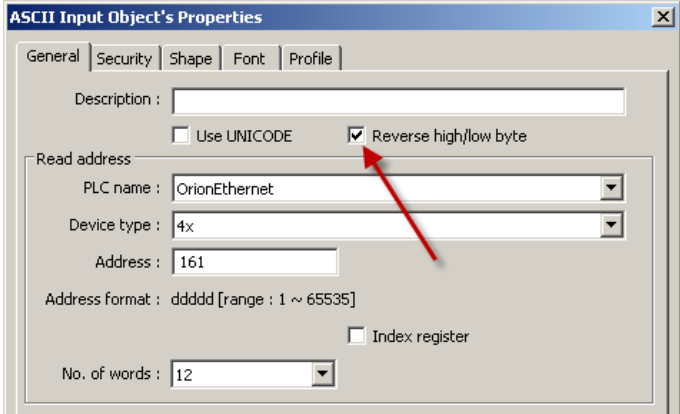 ASCII Input Object's Properties
General Security Shape Font Profile
Description :
Use UNICODE Reverse high/low byte
Read address
PLC name : OrionEthernet
Device type : 4x
Address : 161
Address format : ddddd [range : 1 ~ 65535]
Index register
No. of words : 12